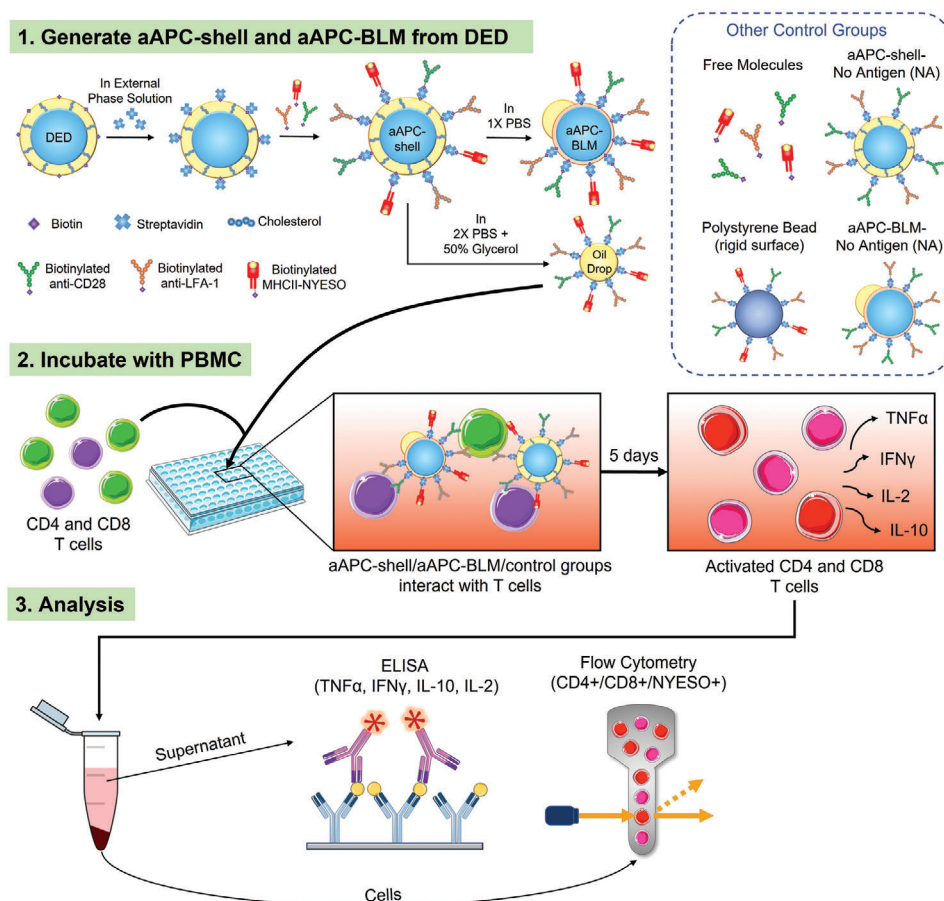 1. Generate aAPC-shell and aAPC-BLM from DED
In External
Phase Solution
DED
aAPC-
shell
In
1X PBS
aAPC-
BLM
Biotin
Streptavidin
Cholesterol
In
2X PBS +
50% Glycerol
Oil
Drop
Biotinylated
anti-CD28
Biotinylated
anti-LFA-1
Biotinylated
MHCII-NYESO
Other Control Groups
Free Molecules
aAPC-shell-
No Antigen (NA)
Polystyrene Bead
(rigid surface)
aAPC-BLM-
No Antigen (NA)
2. Incubate with PBMC
CD4 and CD8
T cells
aAPC-shell/aAPC-BLM/control groups
interact with T cells
5 days
TNFα
IFNγ
IL-2
IL-10
Activated CD4 and CD8
T cells
3. Analysis
Supernatant
ELISA
(TNFα, IFNγ, IL-10, IL-2)
Flow Cytometry
(CD4+/CD8+/NYESO+)
Cells